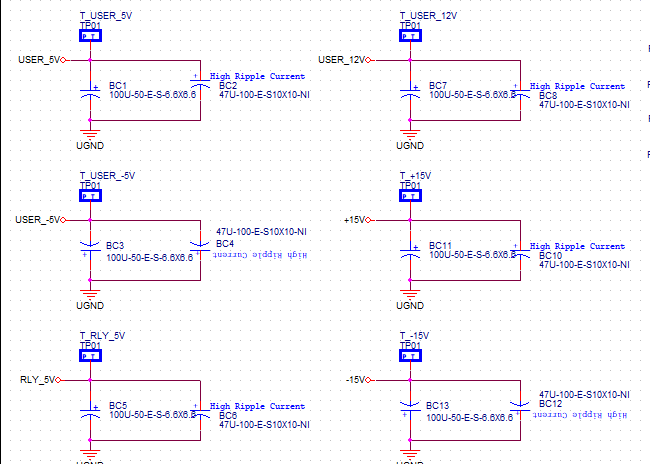 T_USER_5V
TP01
P T
USER_5V
High Ripple Current
BC1
BC2
100U-50-E-S-6.6X6.6
47U-100-E-S10X10-NI
UGND
T_USER_12V
TP01
P T
USER_12V
High Ripple Current
BC7
BC8
100U-50-E-S-6.6X6.6
47U-100-E-S10X10-NI
UGND
T_USER_-5V
TP01
P T
USER_-5V
47U-100-E-S10X10-NI
BC3
BC4
100U-50-E-S-6.6X6.6
High Ripple Current
UGND
T_+15V
TP01
P T
+15V
High Ripple Current
BC11
BC10
100U-50-E-S-6.6X6.6
47U-100-E-S10X10-NI
UGND
T_RLY_5V
TP01
P T
RLY_5V
High Ripple Current
BC5
BC6
100U-50-E-S-6.6X6.6
47U-100-E-S10X10-NI
UGND
T_-15V
TP01
P T
-15V
47U-100-E-S10X10-NI
BC13
BC12
100U-50-E-S-6.6X6.6
High Ripple Current
UGND